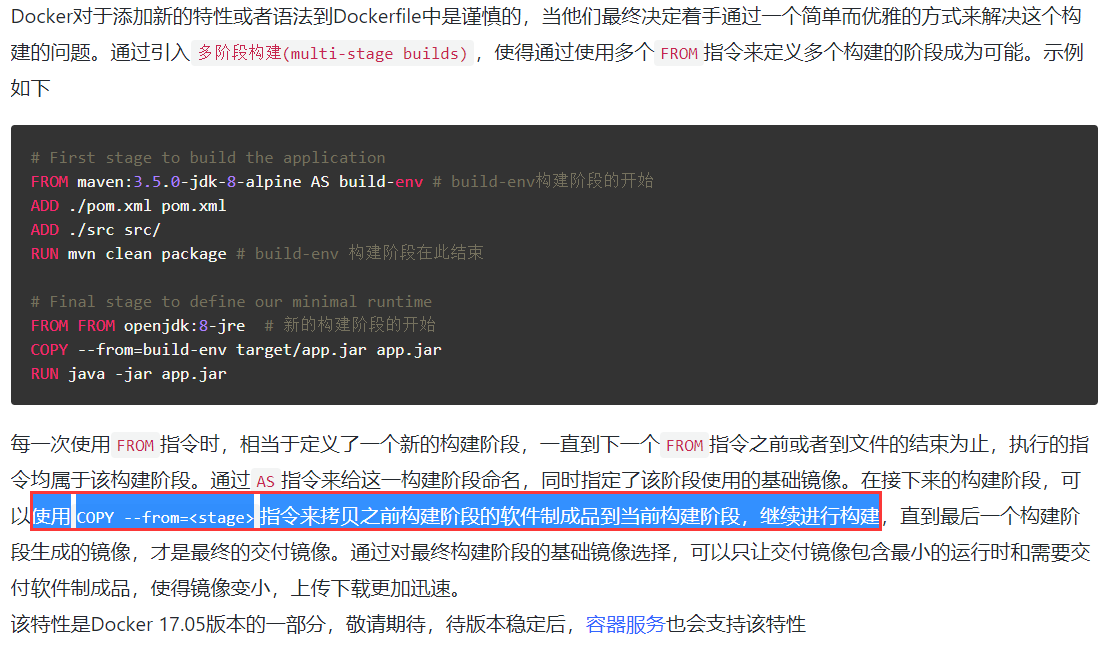 Docker对于添加新的特性或者语法到Dockerfile中是谨慎的，当他们最终决定着手通过一个简单而优雅的方式来解决这个构
建的问题。通过引入 多阶段构建(multi-stage builds) ，使得通过使用多个 FROM 指令来定义多个构建的阶段成为可能。示例
如下
# First stage to build the application
FROM maven:3.5.0-jdk-8-alpine AS build-env # build-env构建阶段的开始
ADD ./pom.xml pom.xml
ADD ./src src/
RUN mvn clean package # build-env 构建阶段在此结束
# Final stage to define our minimal runtime
FROM FROM openjdk:8-jre  # 新的构建阶段的开始
COPY --from=build-env target/app.jar app.jar
RUN java -jar app.jar
每一次使用 FROM 指令时，相当于定义了一个新的构建阶段，一直到下一个 FROM 指令之前或者到文件的结束为止，执行的指
令均属于该构建阶段。通过 AS 指令来给这一构建阶段命名，同时指定了该阶段使用的基础镜像。在接下来的构建阶段，可
以使用 COPY --from=<stage> 指令来拷贝之前构建阶段的软件制成品到当前构建阶段，继续进行构建，直到最后一个构建阶
段生成的镜像，才是最终的交付镜像。通过对最终构建阶段的基础镜像选择，可以只让交付镜像包含最小的运行时和需要交
付软件制成品，使得镜像变小，上传下载更加迅速。
该特性是Docker 17.05版本的一部分，敬请期待，待版本稳定后，容器服务也会支持该特性